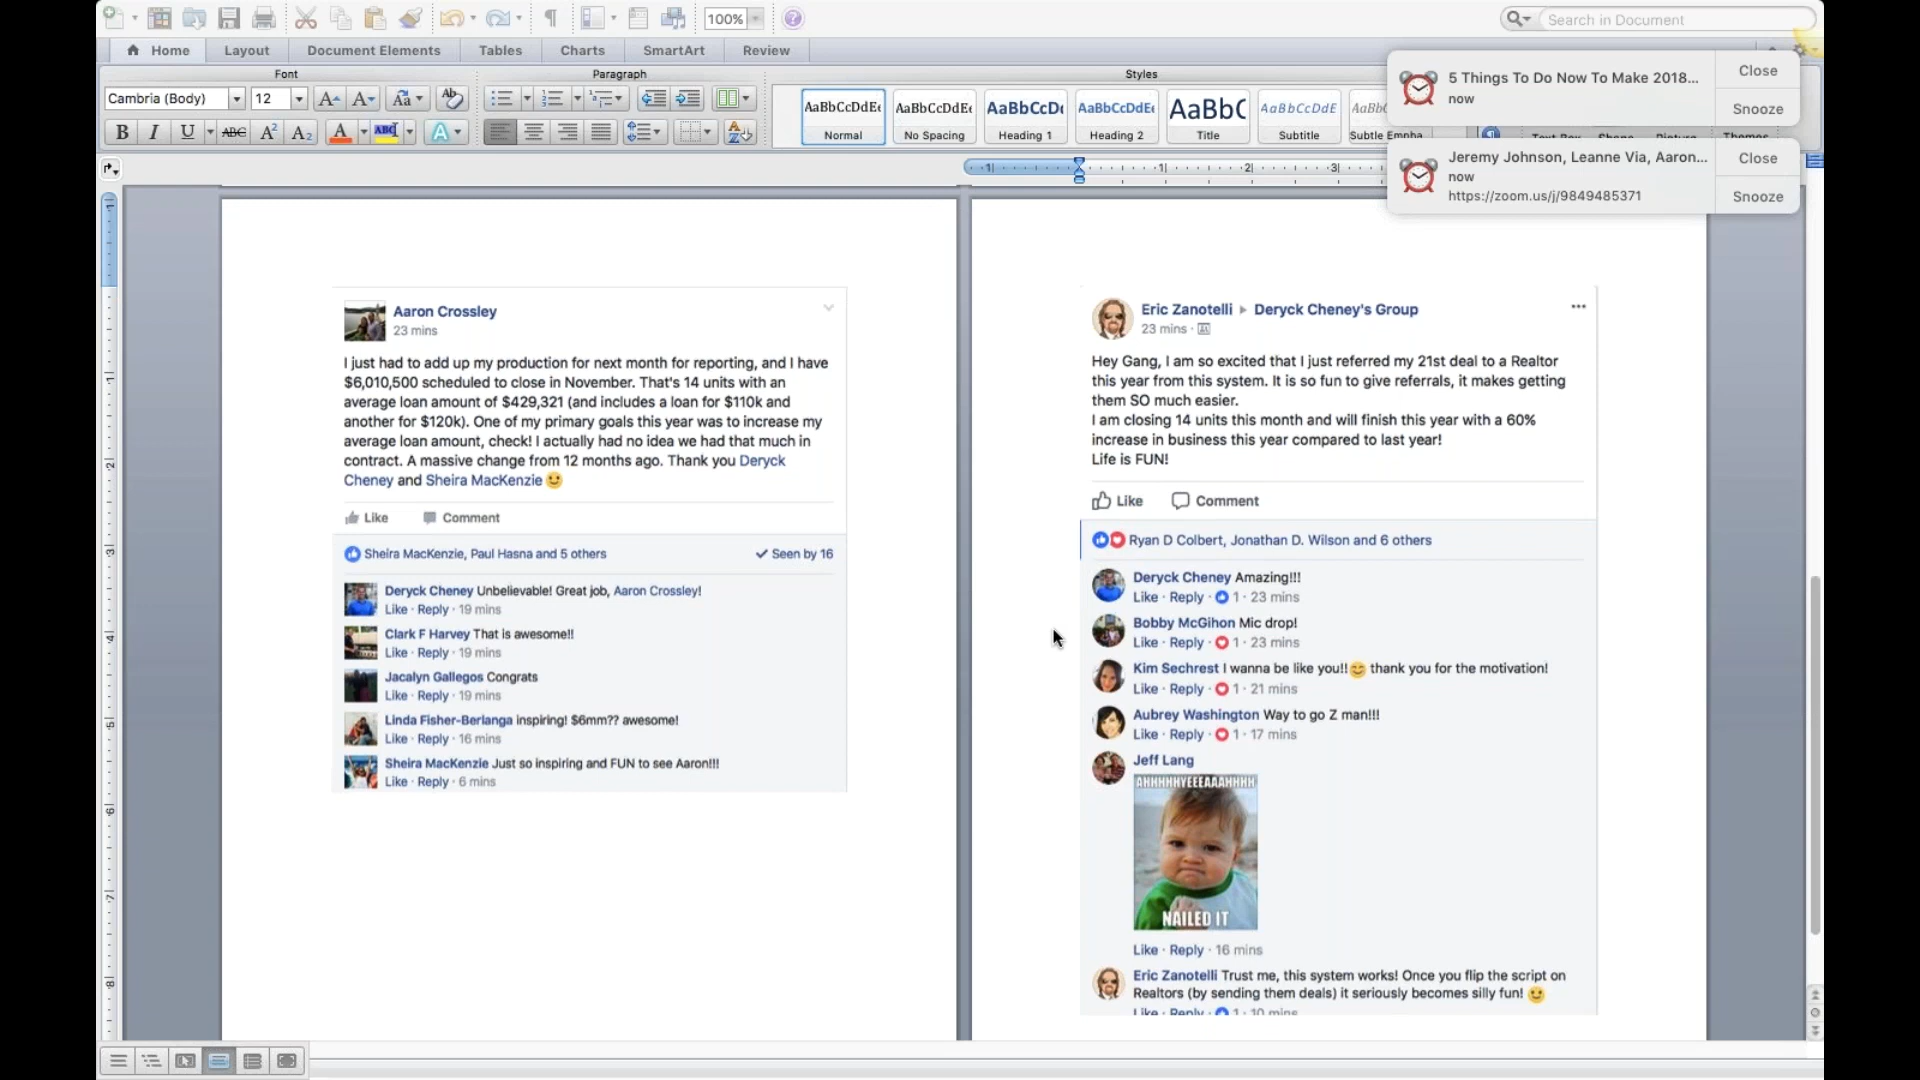 100%
Search in Document
Home
Layout
Document Elements
Tables
Charts
SmartArt
Review
Font
Paragraph
Styles
Cambria (Body)
12
AaBbCcDdEe
Normal
AaBbCcDdEe
No Spacing
AaBbCcDc
Heading 1
AaBbCcDdEe
Heading 2
AaBbC
Title
AaBbCcDdE
Subtitle
AaBb
Subtle Empha
5 Things To Do Now To Make 2018...
now
Close
Snooze
Jeremy Johnson, Leanne Via, Aaron...
now
https://zoom.us/j/9849485371
Close
Snooze
Aaron Crossley
23 mins
I just had to add up my production for next month for reporting, and I have
$6,010,500 scheduled to close in November. That's 14 units with an
average loan amount of $429,321 (and includes a loan for $110k and
another for $120k). One of my primary goals this year was to increase my
average loan amount, check! I actually had no idea we had that much in
contract. A massive change from 12 months ago. Thank you Deryck
Cheney and Sheira MacKenzie 🙂
Like Comment
Sheira MacKenzie, Paul Hasna and 5 others ✓ Seen by 16
Deryck Cheney Unbelievable! Great job, Aaron Crossley!
Like · Reply · 19 mins
Clark F Harvey That is awesome!!
Like · Reply · 19 mins
Jacalyn Gallegos Congrats
Like · Reply · 19 mins
Linda Fisher-Berlanga inspiring! $6mm?? awesome!
Like · Reply · 16 mins
Sheira MacKenzie Just so inspiring and FUN to see Aaron!!!
Like · Reply · 6 mins
Eric Zanotelli ▸ Deryck Cheney's Group
23 mins ·
Hey Gang, I am so excited that I just referred my 21st deal to a Realtor
this year from this system. It is so fun to give referrals, it makes getting
them SO much easier.
I am closing 14 units this month and will finish this year with a 60%
increase in business this year compared to last year!
Life is FUN!
Like Comment
Ryan D Colbert, Jonathan D. Wilson and 6 others
Deryck Cheney Amazing!!!
Like · Reply · 1 · 23 mins
Bobby McGihon Mic drop!
Like · Reply · 1 · 23 mins
Kim Sechrest I wanna be like you!!😊 thank you for the motivation!
Like · Reply · 1 · 21 mins
Aubrey Washington Way to go Z man!!!
Like · Reply · 1 · 17 mins
Jeff Lang
AHHHHHYEEEAAAHHHH
NAILED IT
Like · Reply · 16 mins
Eric Zanotelli Trust me, this system works! Once you flip the script on
Realtors (by sending them deals) it seriously becomes silly fun! 🙂
Like · Reply · 1 · 10 mins